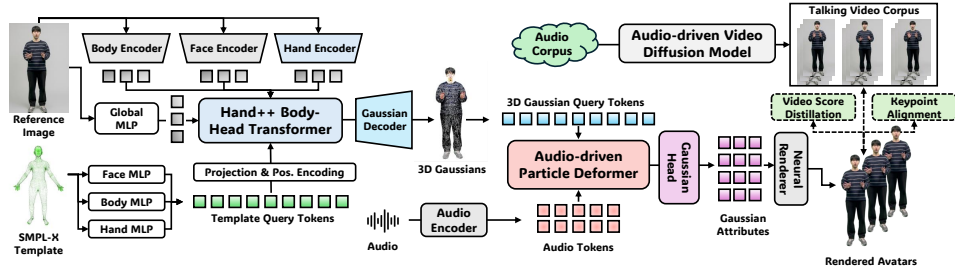 Body Encoder
Face Encoder
Hand Encoder
Reference
Image
Global
MLP
Hand++ Body-
Head Transformer
Gaussian
Decoder
3D Gaussians
Projection & Pos. Encoding
Template Query Tokens
Face MLP
Body MLP
Hand MLP
SMPL-X
Template
Audio
Audio
Encoder
Audio Tokens
3D Gaussian Query Tokens
Audio-driven
Particle Deformer
Gaussian
Head
Gaussian
Attributes
Neural
Renderer
Rendered Avatars
Audio
Corpus
Audio-driven Video
Diffusion Model
Talking Video Corpus
Video Score
Distillation
Keypoint
Alignment